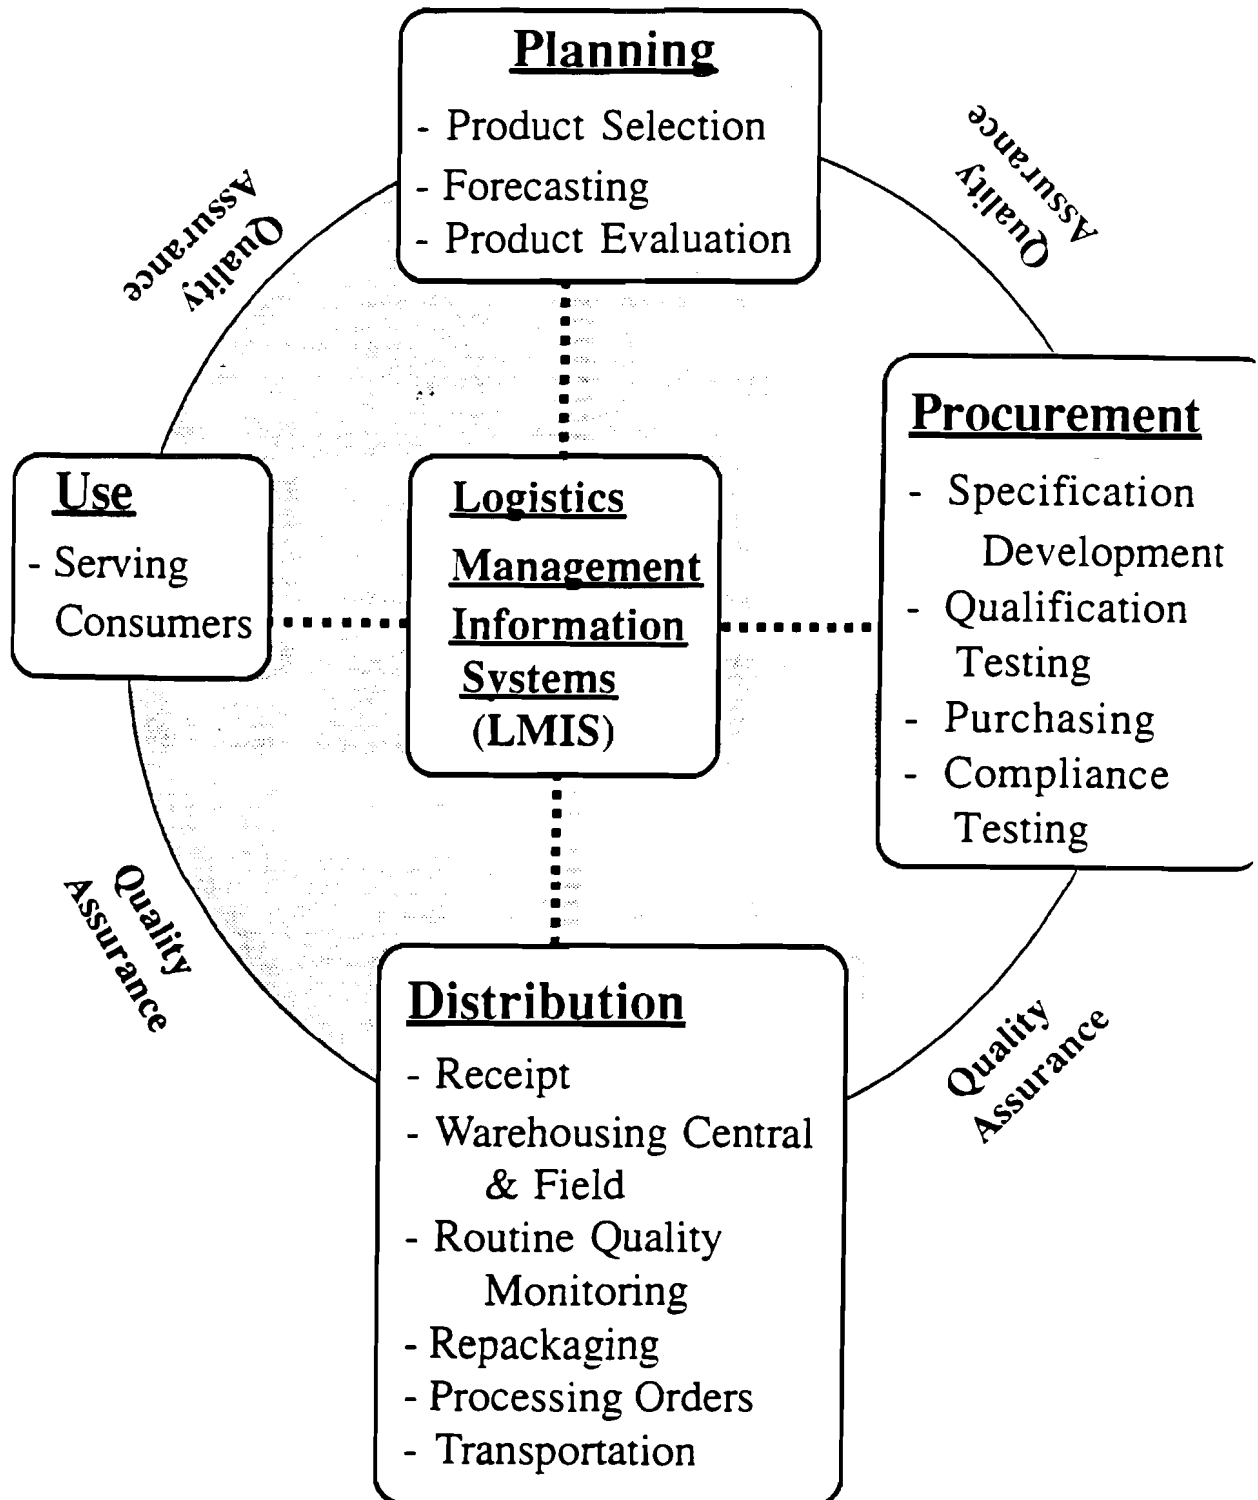 Planning
- Product Selection
- Forecasting
- Product Evaluation
Quality
Assurance
Assurance
Quality
Procurement
- Specification
Development
- Qualification
Testing
- Purchasing
- Compliance
Testing
Use
- Serving
Consumers
Logistics
Management
Information
Systems
(LMIS)
Quality
Assurance
Quality
Assurance
Distribution
- Receipt
- Warehousing Central
& Field
- Routine Quality
Monitoring
- Repackaging
- Processing Orders
- Transportation